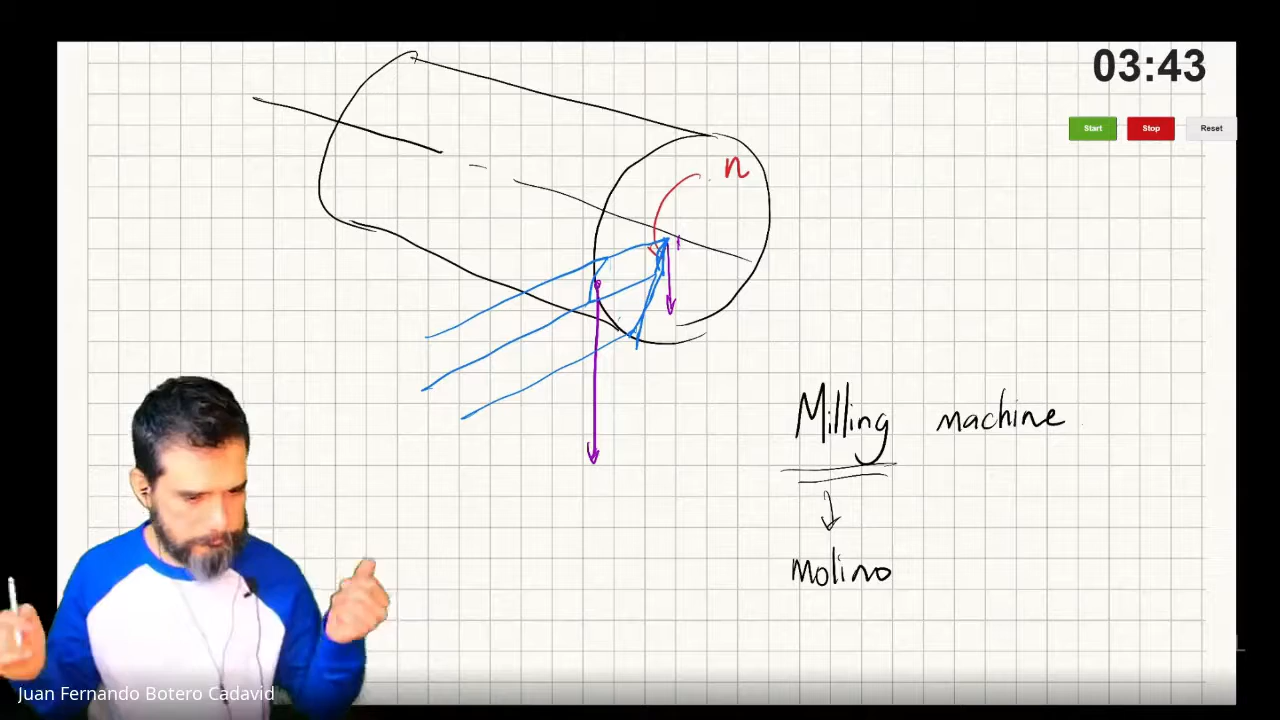 03:43
Start Stop Reset
n
Milling machine
Molino
Juan Fernando Botero Cadavid